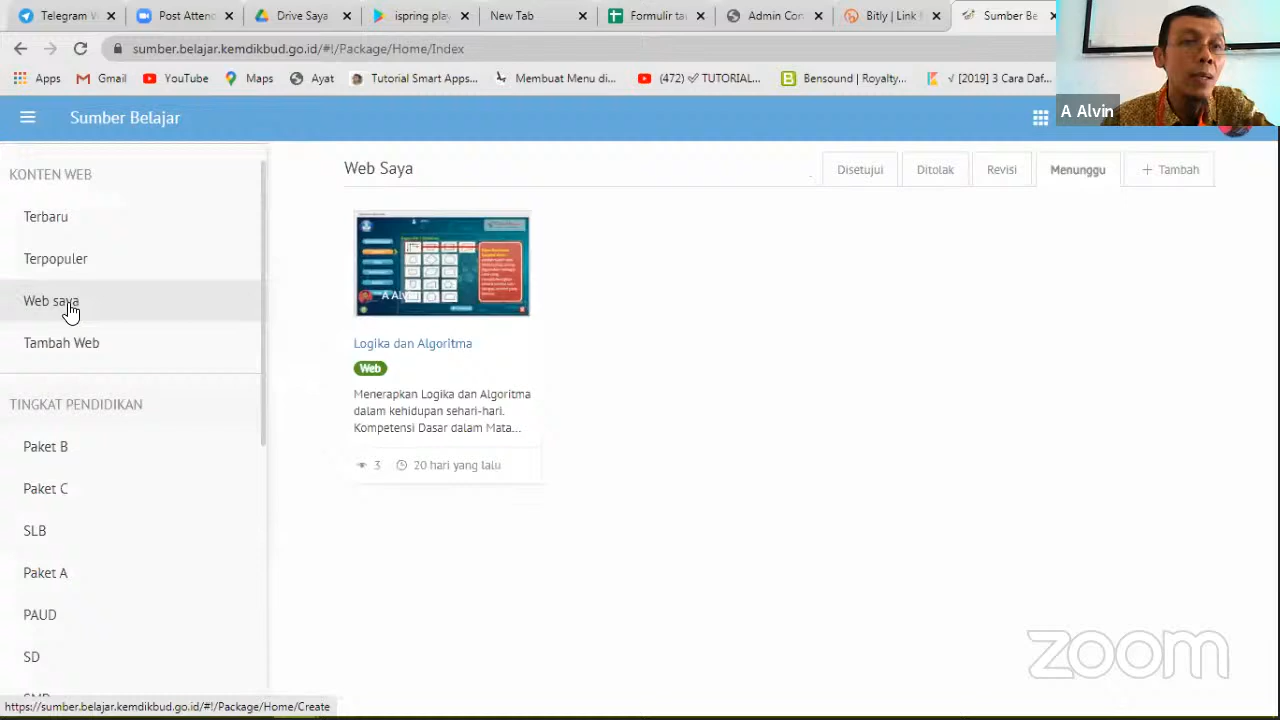 Telegram W
Post Attend
Drive Saya
ispring play
New Tab
Formulir ta
Admin Con
Bitly | Link
Sumber Be
sumber.belajar.kemdikbud.go.id/#!/Package/Home/Index
Apps
Gmail
YouTube
Maps
Ayat
Tutorial Smart Apps...
Membuat Menu di...
(472) ✓ TUTORIAL...
Bensound | Royalty...
√ [2019] 3 Cara Daf...
A Alvin
Sumber Belajar
KONTEN WEB
Terbaru
Terpopuler
Web saya
Tambah Web
TINGKAT PENDIDIKAN
Paket B
Paket C
SLB
Paket A
PAUD
SD
SMP
Web Saya
Disetujui
Ditolak
Revisi
Menunggu
+ Tambah
A Alvin
Logika dan Algoritma
Web
Menerapkan Logika dan Algoritma
dalam kehidupan sehari-hari.
Kompetensi Dasar dalam Mata...
3
20 hari yang lalu
zoom
https://sumber.belajar.kemdikbud.go.id/#!/Package/Home/Create